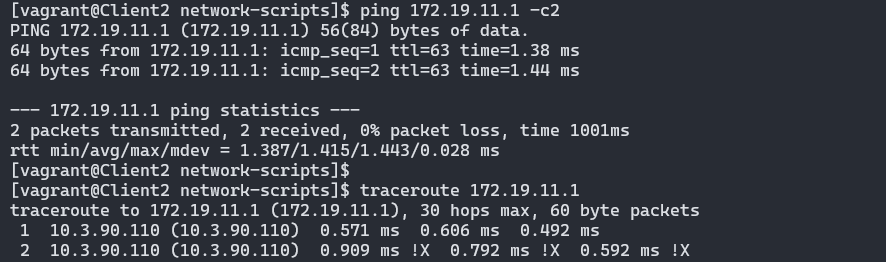 [vagrant@Client2 network-scripts]$ ping 172.19.11.1 -c2
PING 172.19.11.1 (172.19.11.1) 56(84) bytes of data.
64 bytes from 172.19.11.1: icmp_seq=1 ttl=63 time=1.38 ms
64 bytes from 172.19.11.1: icmp_seq=2 ttl=63 time=1.44 ms

--- 172.19.11.1 ping statistics ---
2 packets transmitted, 2 received, 0% packet loss, time 1001ms
rtt min/avg/max/mdev = 1.387/1.415/1.443/0.028 ms
[vagrant@Client2 network-scripts]$
[vagrant@Client2 network-scripts]$ traceroute 172.19.11.1
traceroute to 172.19.11.1 (172.19.11.1), 30 hops max, 60 byte packets
 1  10.3.90.110 (10.3.90.110)  0.571 ms  0.606 ms  0.492 ms
 2  10.3.90.110 (10.3.90.110)  0.909 ms !X  0.792 ms !X  0.592 ms !X